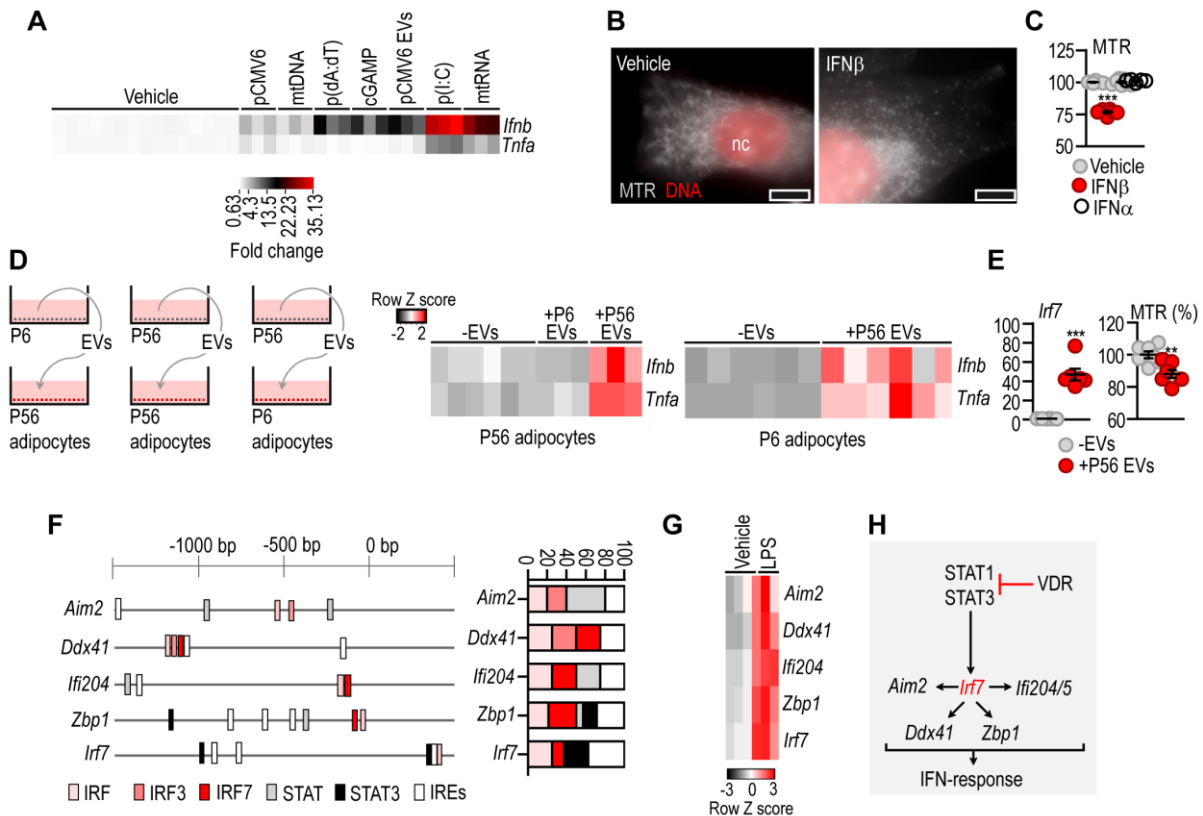 A
Vehicle
pCMV6
mtDNA
p(dA:dT)
cGAMP
pCMV6 EVs
p(I:C)
mtRNA
Ifnb
Tnfa
0.63
4.3
13.5
22.23
35.13
Fold change
B
Vehicle
nc
MTR DNA
IFNβ
C
MTR
125
100
75
50
***
Vehicle
IFNβ
IFNα
D
P6
P56
P56
EVs
EVs
EVs
P56
P56
P6
adipocytes
adipocytes
adipocytes
Row Z score
-2 2
-EVs
+P6
EVs
+P56
EVs
Ifnb
Tnfa
P56 adipocytes
-EVs
+P56 EVs
Ifnb
Tnfa
P6 adipocytes
E
Irf7
100
80
60
40
20
0
***
MTR (%)
120
100
80
60
**
-EVs
+P56 EVs
F
-1000 bp
-500 bp
0 bp
Aim2
Ddx41
Ifi204
Zbp1
Irf7
IRF
IRF3
IRF7
STAT
STAT3
IREs
0
20
40
60
80
100
Aim2
Ddx41
Ifi204
Zbp1
Irf7
G
Vehicle
LPS
Aim2
Ddx41
Ifi204
Zbp1
Irf7
-3 0 3
Row Z score
H
STAT1
STAT3
VDR
Aim2
Irf7
Ifi204/5
Ddx41
Zbp1
IFN-response